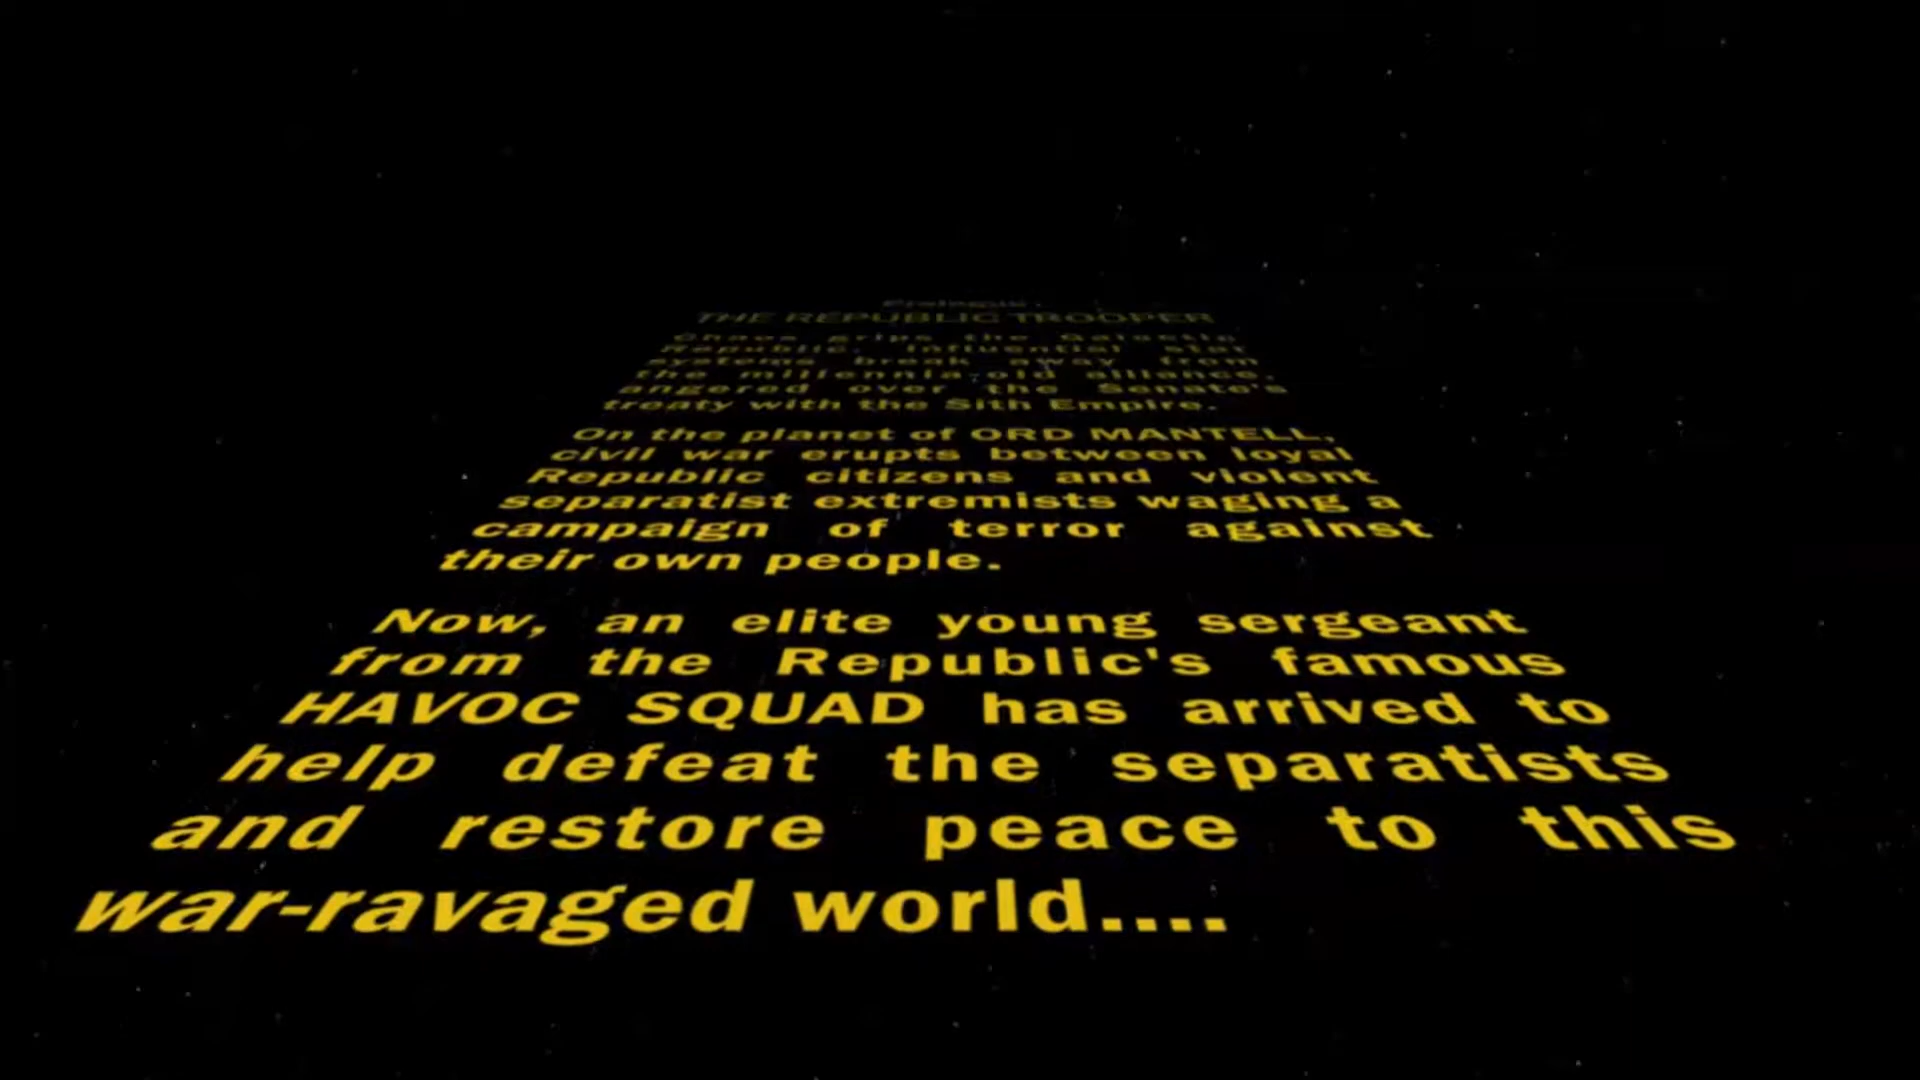 Prologue
THE REPUBLIC TROOPER
Chaos grips the Galactic
Republic. Influential star
systems break away from
the millennia-old alliance,
angered over the Senate's
treaty with the Sith Empire.
On the planet of ORD MANTELL,
civil war erupts between loyal
Republic citizens and violent
separatist extremists waging a
campaign of terror against
their own people.
Now, an elite young sergeant
from the Republic's famous
HAVOC SQUAD has arrived to
help defeat the separatists
and restore peace to this
war-ravaged world....